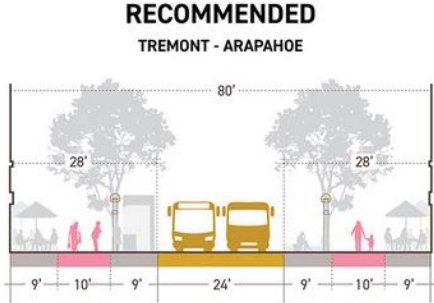 RECOMMENDED
TREMONT - ARAPAHOE
80'
28' 28'
9' 10' 9' 24' 9' 10' 9'